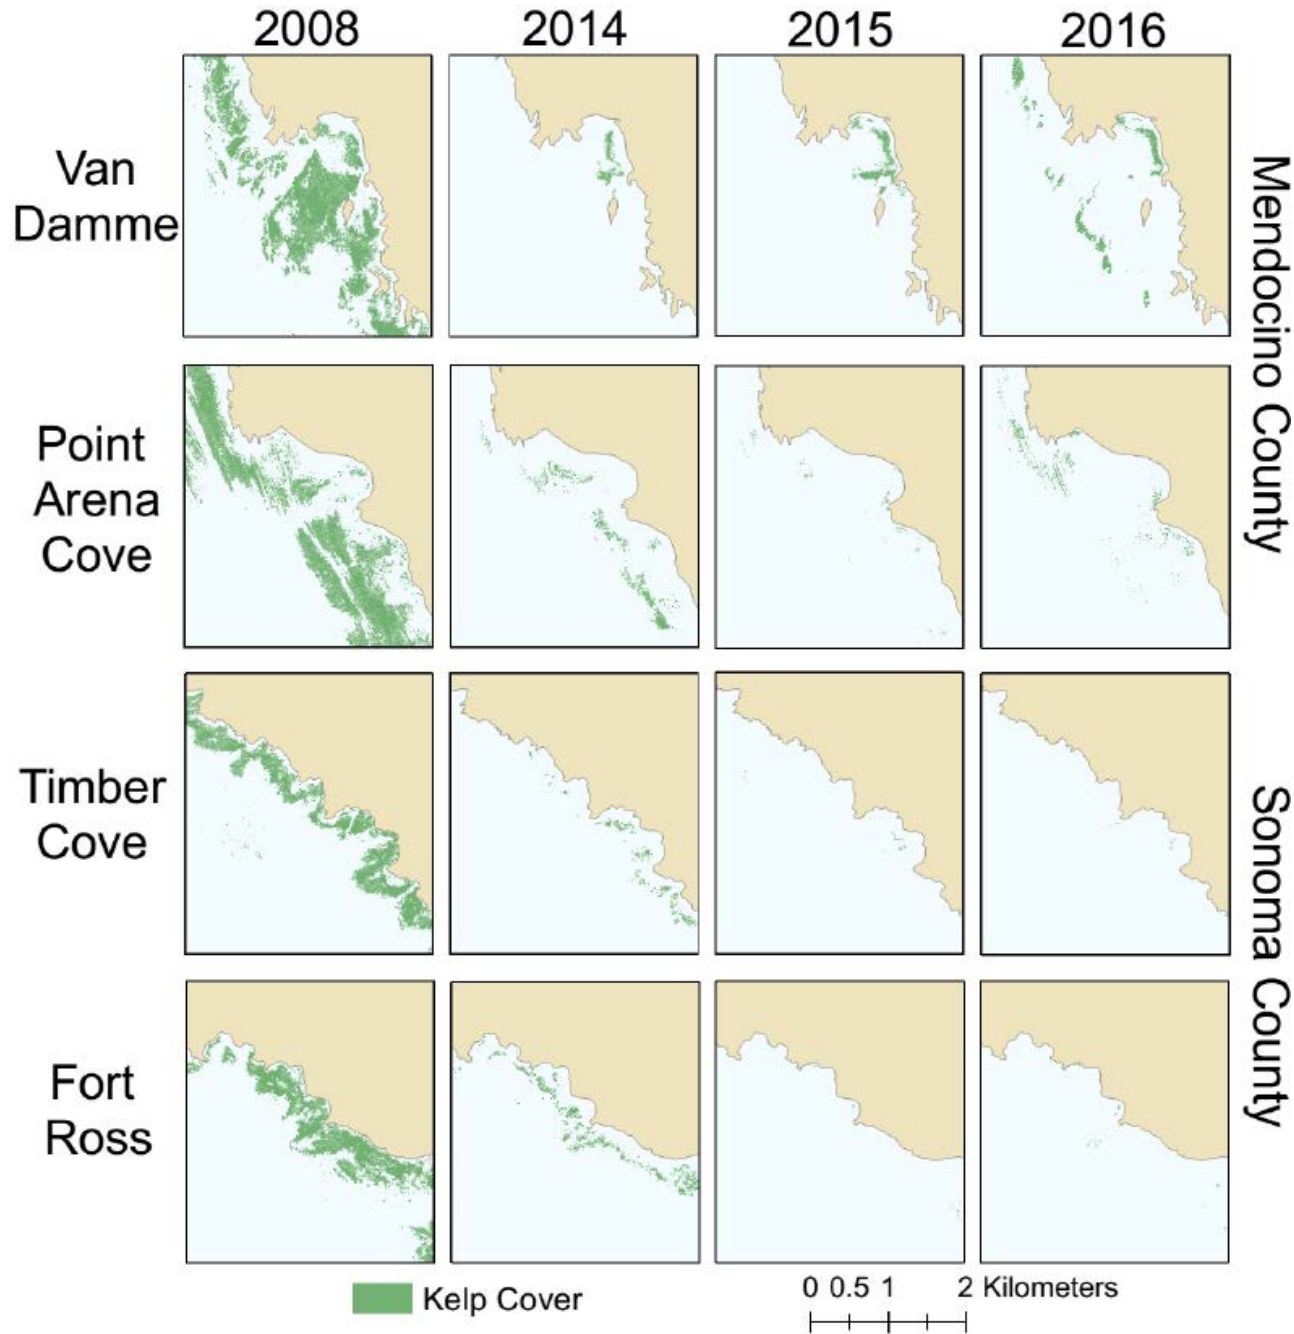 2008 2014 2015 2016
Van
Damme
Point
Arena
Cove
Timber
Cove
Fort
Ross
Mendocino County
Sonoma County
Kelp Cover
0 0.5 1 2 Kilometers